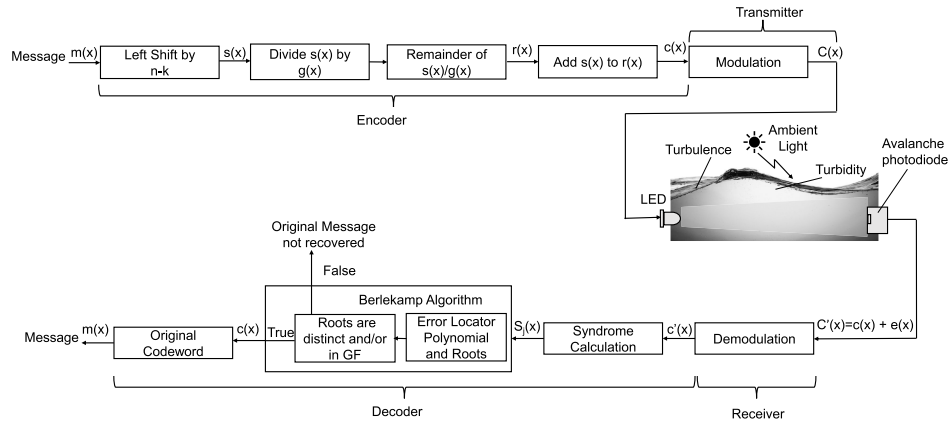 Transmitter
Message
m(x)
Left Shift by
n-k
s(x)
Divide s(x) by
g(x)
Remainder of
s(x)/g(x)
r(x)
Add s(x) to r(x)
c(x)
Modulation
C(x)
Encoder
Ambient
Light
Turbulence
Turbidity
Avalanche
photodiode
LED
Original Message
not recovered
False
Berlekamp Algorithm
Message
m(x)
Original
Codeword
c(x)
True
Roots are
distinct and/or
in GF
Error Locator
Polynomial
and Roots
Sj(x)
Syndrome
Calculation
c'(x)
Demodulation
C'(x)=c(x) + e(x)
Decoder
Receiver